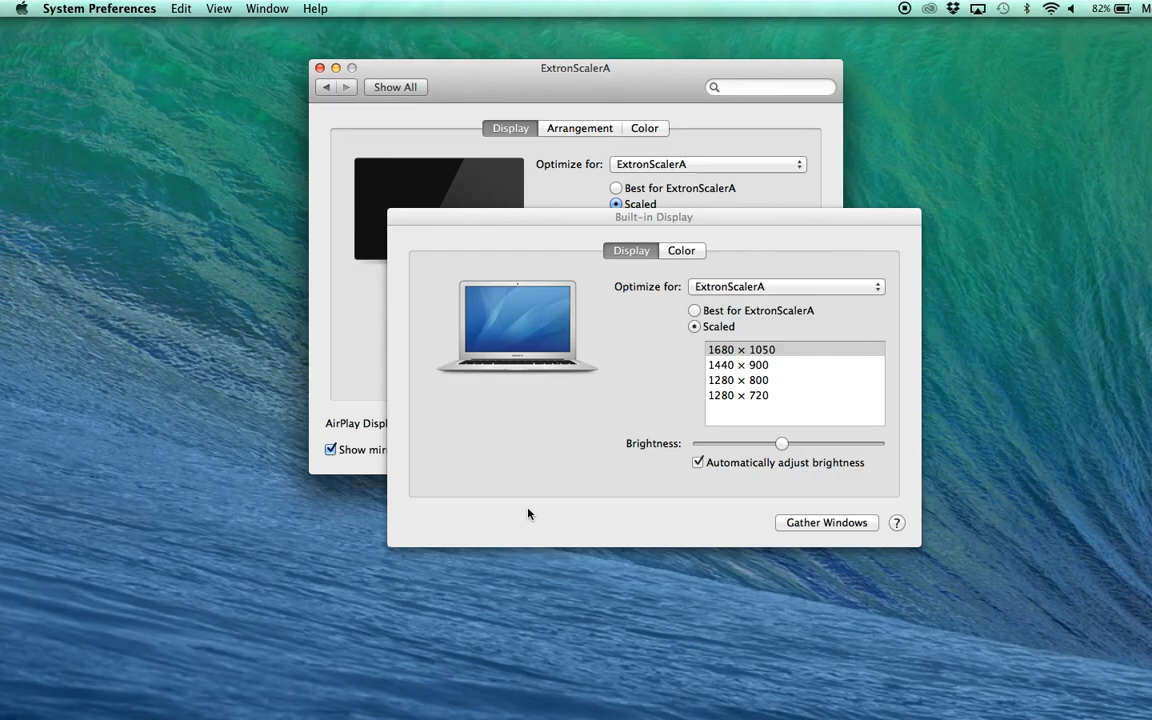 System Preferences Edit View Window Help 82% M
ExtronScalerA
Show All
Display Arrangement Color
Optimize for: ExtronScalerA
Best for ExtronScalerA
Scaled
AirPlay Displ
Show mir
Built-in Display
Display Color
Optimize for: ExtronScalerA
Best for ExtronScalerA
Scaled
1680 × 1050
1440 × 900
1280 × 800
1280 × 720
Brightness:
Automatically adjust brightness
Gather Windows ?